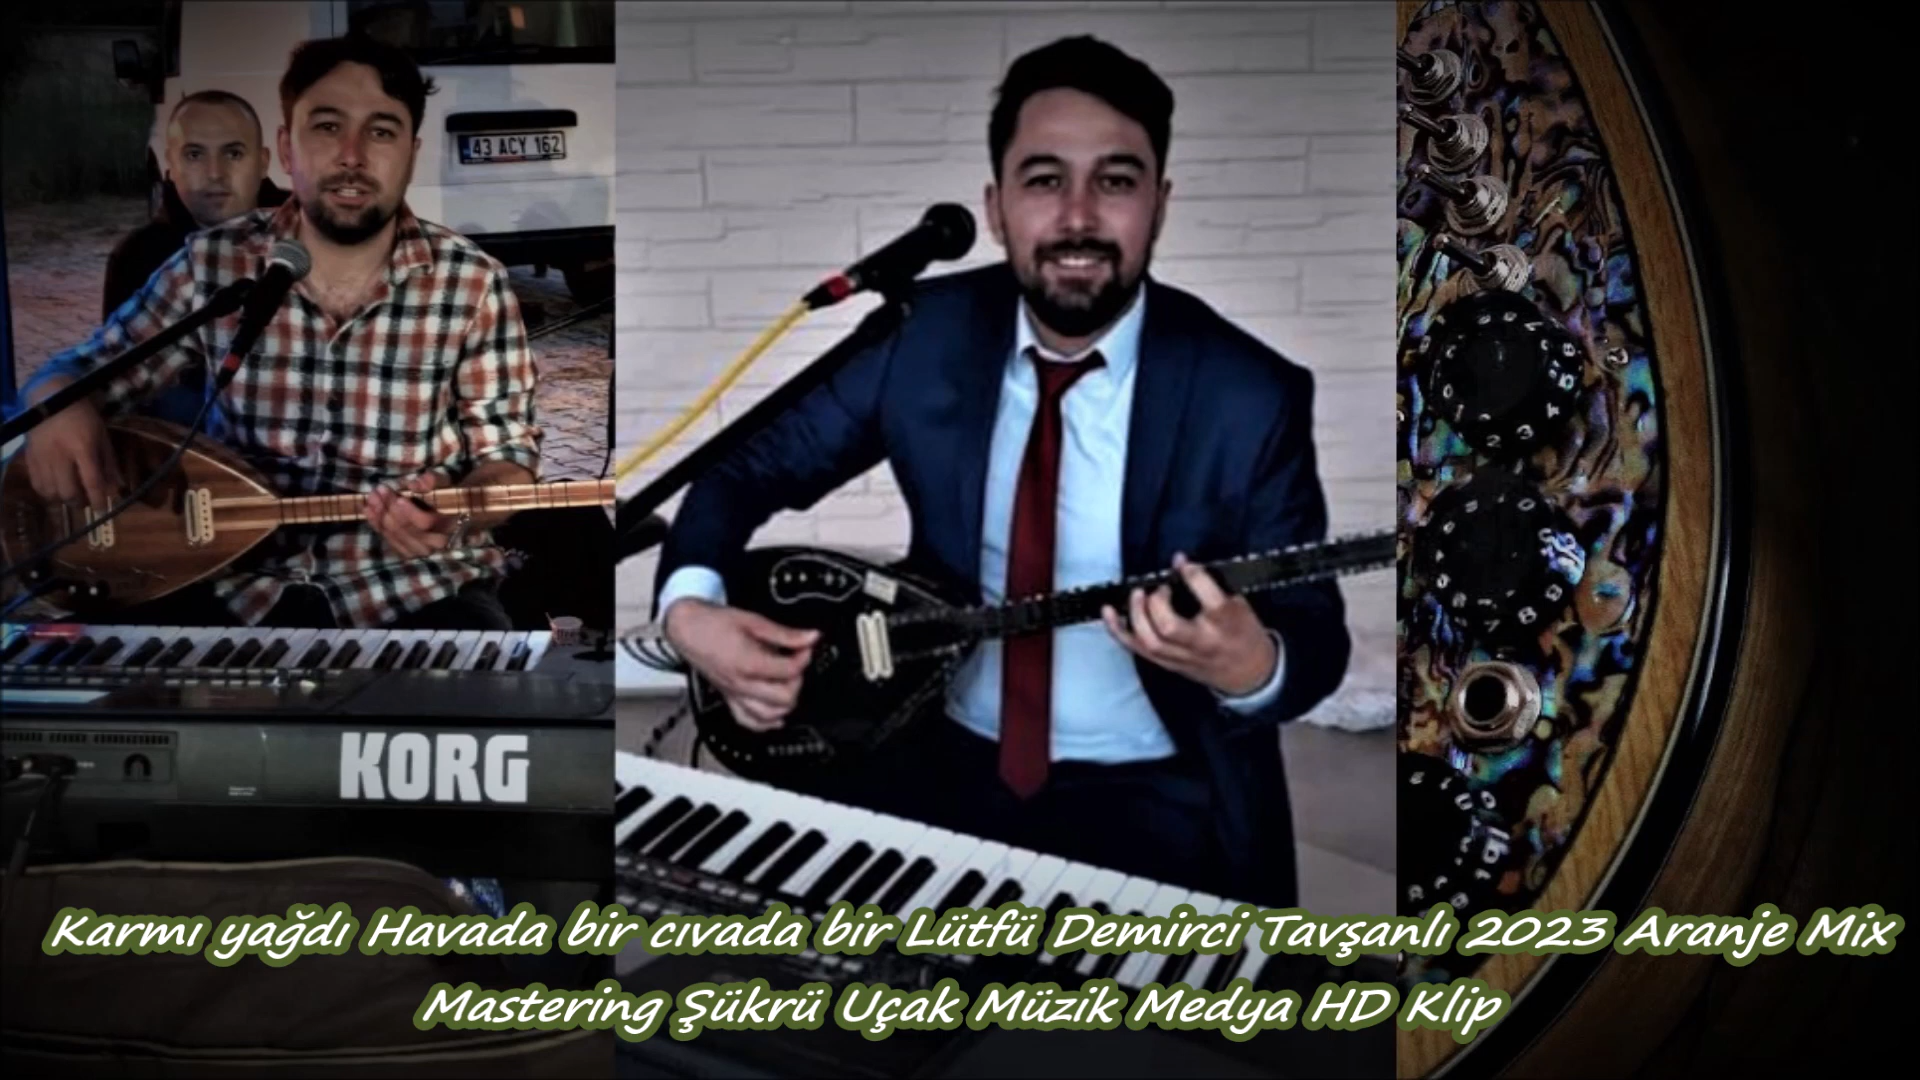 43 ACY 162
KORG
Karmı yağdı Havada bir cıvada bir Lütfü Demirci Tavşanlı 2023 Aranje Mix
Mastering Şükrü Uçak Müzik Medya HD Klip